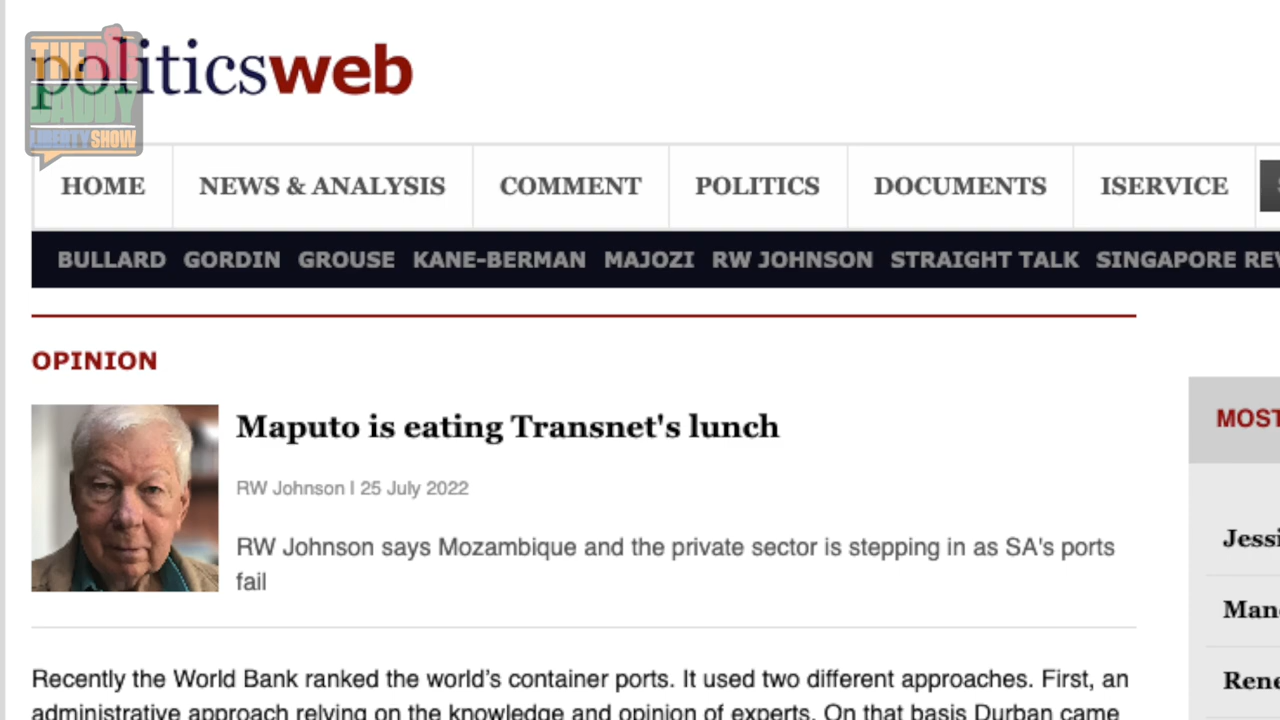 THE BIG
DADDY
LIBERTY SHOW
politicsweb
HOME NEWS & ANALYSIS COMMENT POLITICS DOCUMENTS ISERVICE
BULLARD GORDIN GROUSE KANE-BERMAN MAJOZI RW JOHNSON STRAIGHT TALK SINGAPORE REV
OPINION
Maputo is eating Transnet's lunch
RW Johnson I 25 July 2022
RW Johnson says Mozambique and the private sector is stepping in as SA's ports
fail
Recently the World Bank ranked the world’s container ports. It used two different approaches. First, an
administrative approach relying on the knowledge and opinion of experts. On that basis Durban came
MOST
Jessi
Mano
Rene